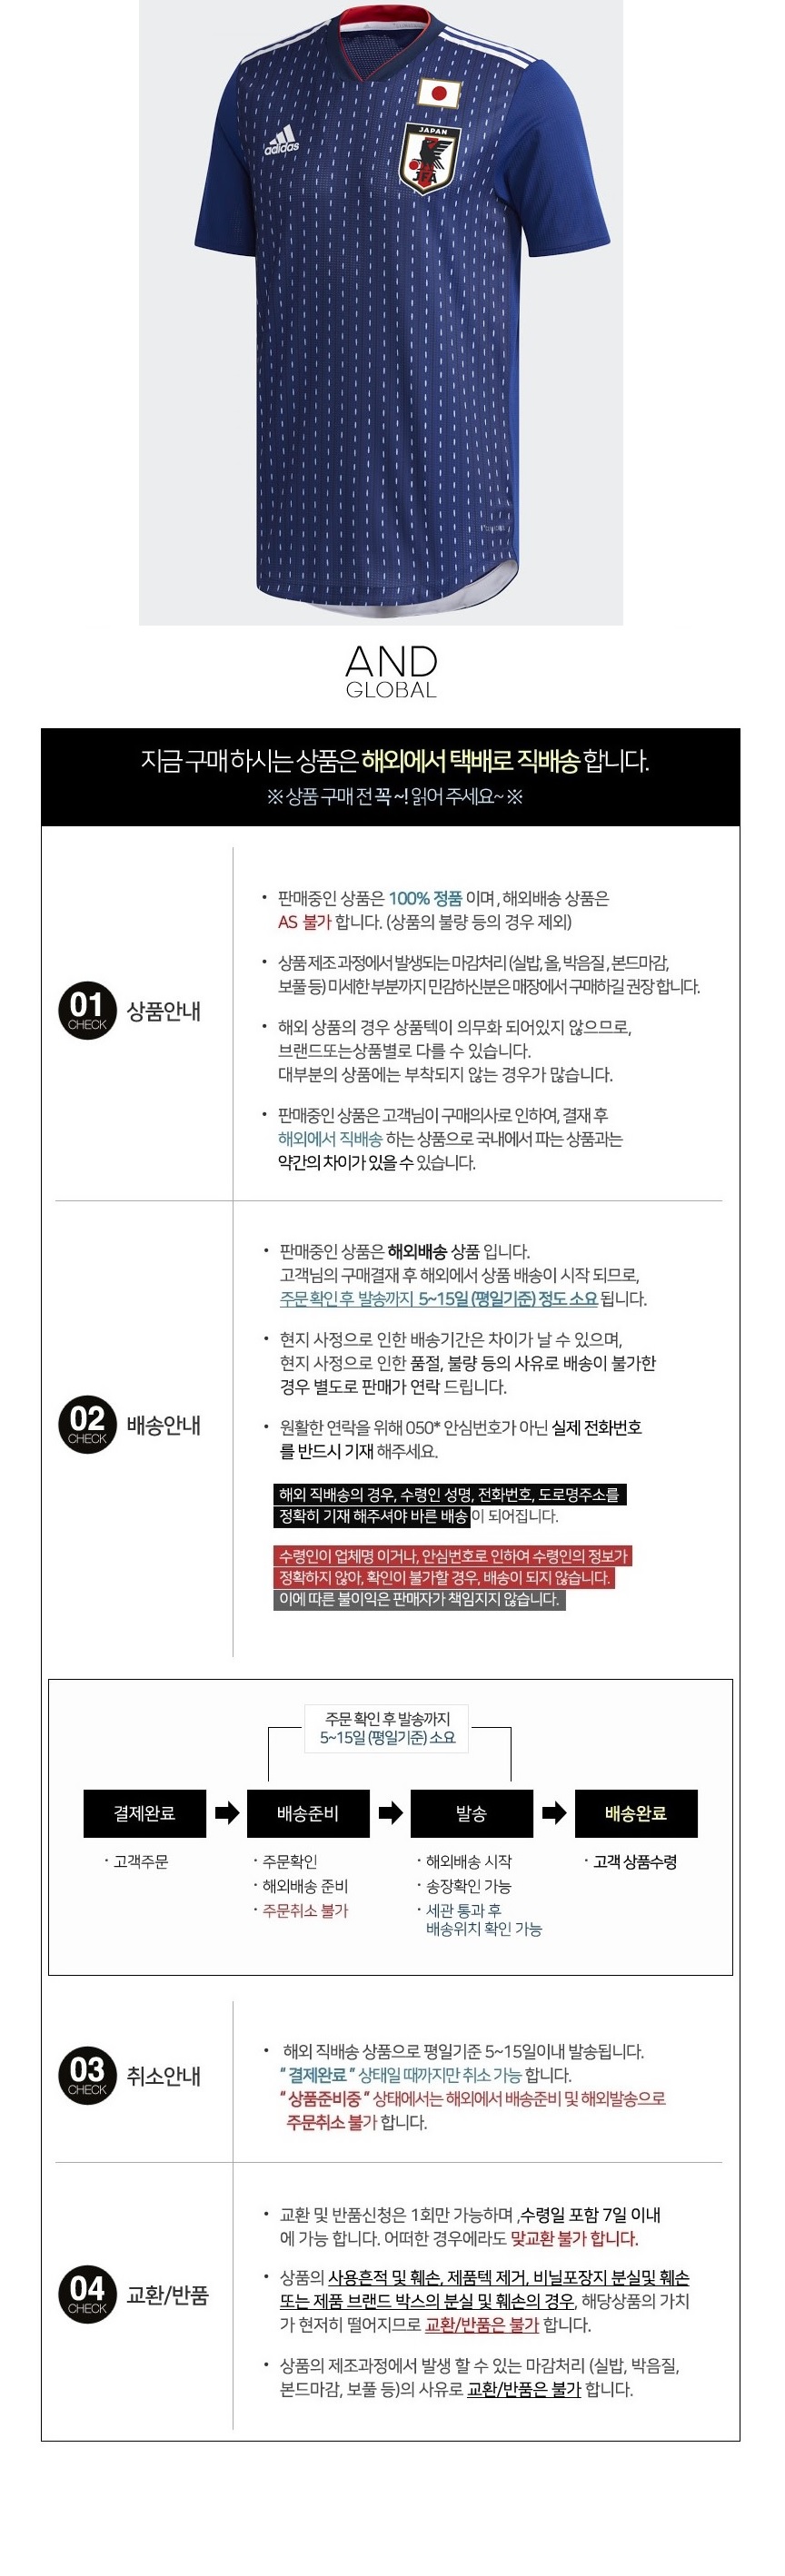 adidas
JAPAN
JFA
AND
GLOBAL
지금 구매 하시는 상품은 해외에서 택배로 직배송 합니다.
※ 상품 구매 전 꼭 ~! 읽어 주세요~ ※
01
CHECK
상품안내
• 판매중인 상품은 100% 정품 이며 , 해외배송 상품은
AS 불가 합니다. (상품의 불량 등의 경우 제외)
• 상품 제조 과정에서 발생되는 마감처리 (실밥, 올, 박음질 , 본드마감,
보풀 등) 미세한 부분까지 민감하신분은 매장에서 구매하길 권장 합니다.
• 해외 상품의 경우 상품텍이 의무화 되어있지 않으므로,
브랜드또는상품별로 다를 수 있습니다.
대부분의 상품에는 부착되지 않는 경우가 많습니다.
• 판매중인 상품은 고객님이 구매의사로 인하여, 결재 후
해외에서 직배송 하는 상품으로 국내에서 파는 상품과는
약간의 차이가 있을 수 있습니다.
02
CHECK
배송안내
• 판매중인 상품은 해외배송 상품 입니다.
고객님의 구매결재 후 해외에서 상품 배송이 시작 되므로,
주문 확인 후 발송까지 5~15일 (평일기준) 정도 소요 됩니다.
• 현지 사정으로 인한 배송기간은 차이가 날 수 있으며,
현지 사정으로 인한 품절, 불량 등의 사유로 배송이 불가한
경우 별도로 판매가 연락 드립니다.
• 원활한 연락을 위해 050* 안심번호가 아닌 실제 전화번호
를 반드시 기재 해주세요.
해외 직배송의 경우, 수령인 성명, 전화번호, 도로명주소를
정확히 기재 해주셔야 바른 배송이 되어집니다.
수령인이 업체명 이거나, 안심번호로 인하여 수령인의 정보가
정확하지 않아, 확인이 불가할 경우, 배송이 되지 않습니다.
이에 따른 불이익은 판매자가 책임지지 않습니다.
주문 확인 후 발송까지
5~15일 (평일기준) 소요
결제완료
배송준비
발송
배송완료
· 고객주문
· 주문확인
· 해외배송 준비
· 주문취소 불가
· 해외배송 시작
· 송장확인 가능
· 세관 통과 후
배송위치 확인 가능
· 고객 상품수령
03
CHECK
취소안내
• 해외 직배송 상품으로 평일기준 5~15일이내 발송됩니다.
“ 결제완료 ” 상태일 때까지만 취소 가능 합니다.
“ 상품준비중 ” 상태에서는 해외에서 배송준비 및 해외발송으로
주문취소 불가 합니다.
04
CHECK
교환/반품
• 교환 및 반품신청은 1회만 가능하며 ,수령일 포함 7일 이내
에 가능 합니다. 어떠한 경우에라도 맞교환 불가 합니다.
• 상품의 사용흔적 및 훼손, 제품텍 제거, 비닐포장지 분실및 훼손
또는 제품 브랜드 박스의 분실 및 훼손의 경우, 해당상품의 가치
가 현저히 떨어지므로 교환/반품은 불가 합니다.
• 상품의 제조과정에서 발생 할 수 있는 마감처리 (실밥, 박음질,
본드마감, 보풀 등)의 사유로 교환/반품은 불가 합니다.